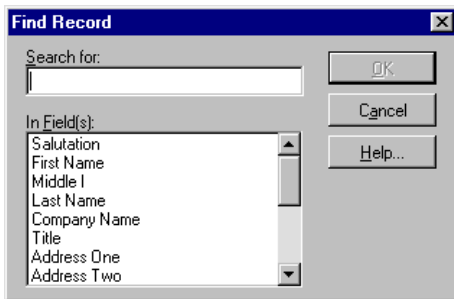 Find Record
Search for:
OK
Cancel
In Field(s):
Help...
Salutation
First Name
Middle I
Last Name
Company Name
Title
Address One
Address Two